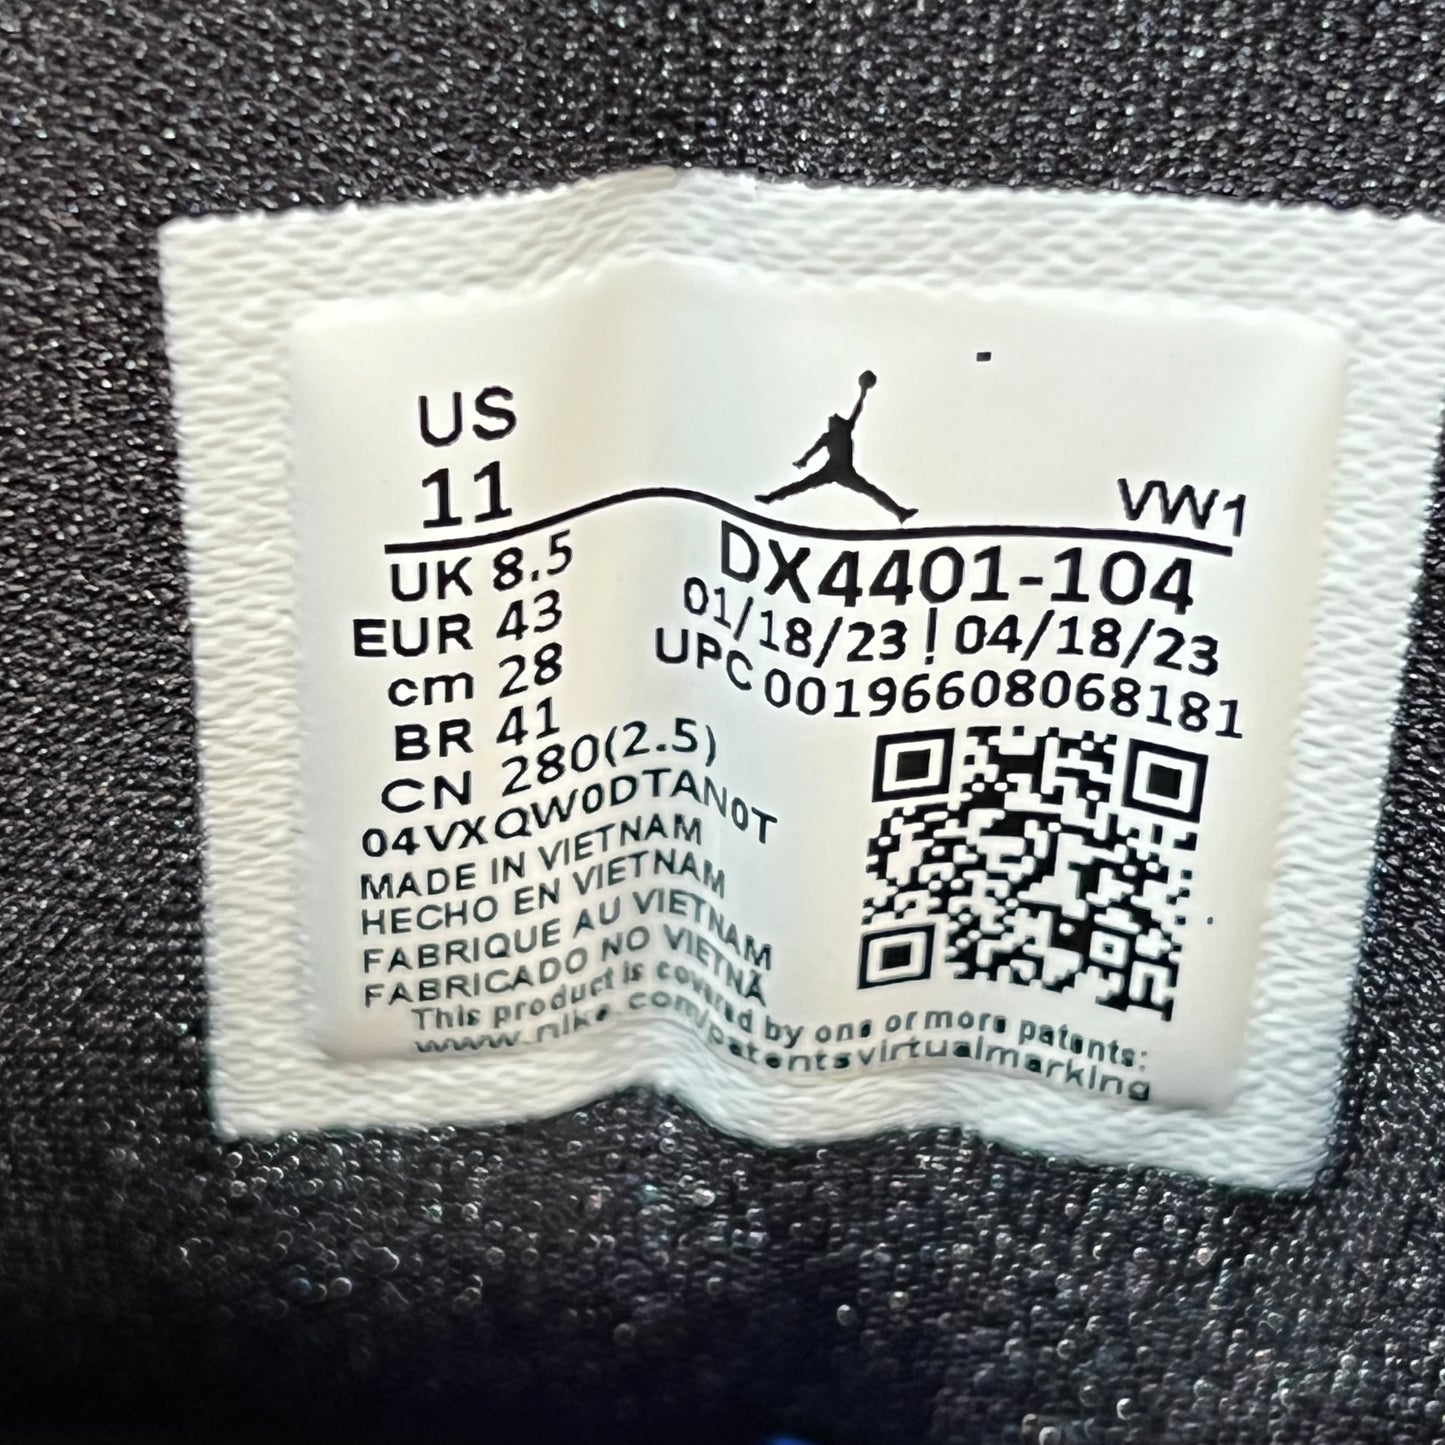 US
11
VW1
UK 8.5
EUR 43
cm 28
BR 41
CN 280(2.5)
DX4401-104
01/18/23 ¦ 04/18/23
UPC 00196608068181
04VXQW0DTAN0T
MADE IN VIETNAM
HECHO EN VIETNAM
FABRIQUE AU VIETNAM
FABRICADO NO VIETNÃ
This product is covered by one or more patents:
www.nike.com/patentsvirtualmarking